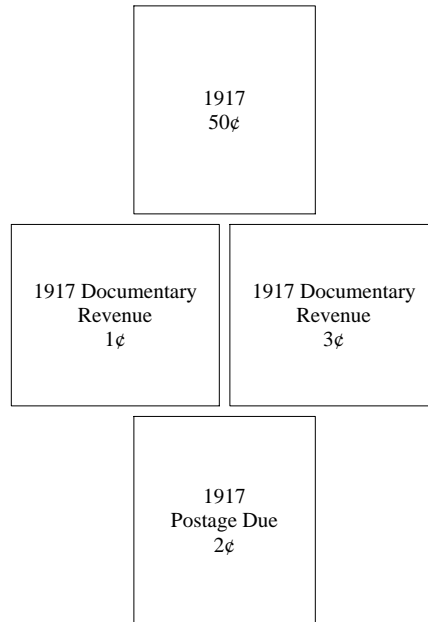 1917
50¢
1917 Documentary
Revenue
1¢
1917 Documentary
Revenue
3¢
1917
Postage Due
2¢